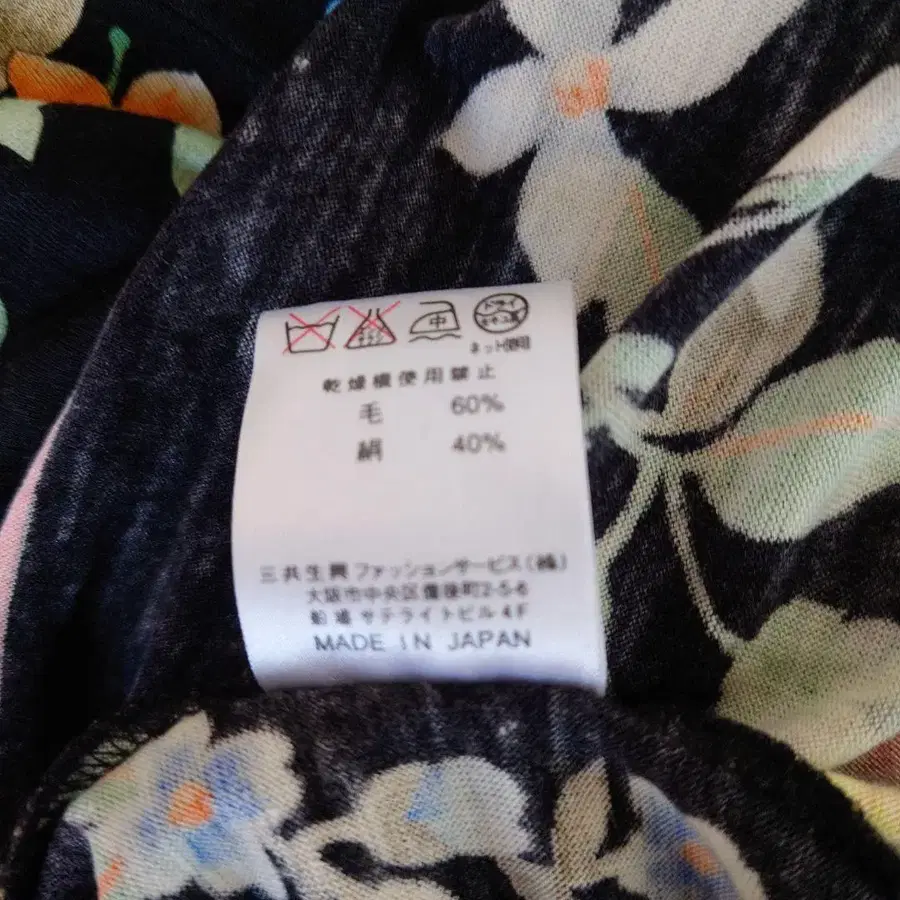 中 ドライ
ネット使用
乾燥機使用禁止
毛 60%
絹 40%
三共生興ファッションサービス(株)
大阪市中央区備後町2-5-6
船場サテライトビル4F
MADE IN JAPAN